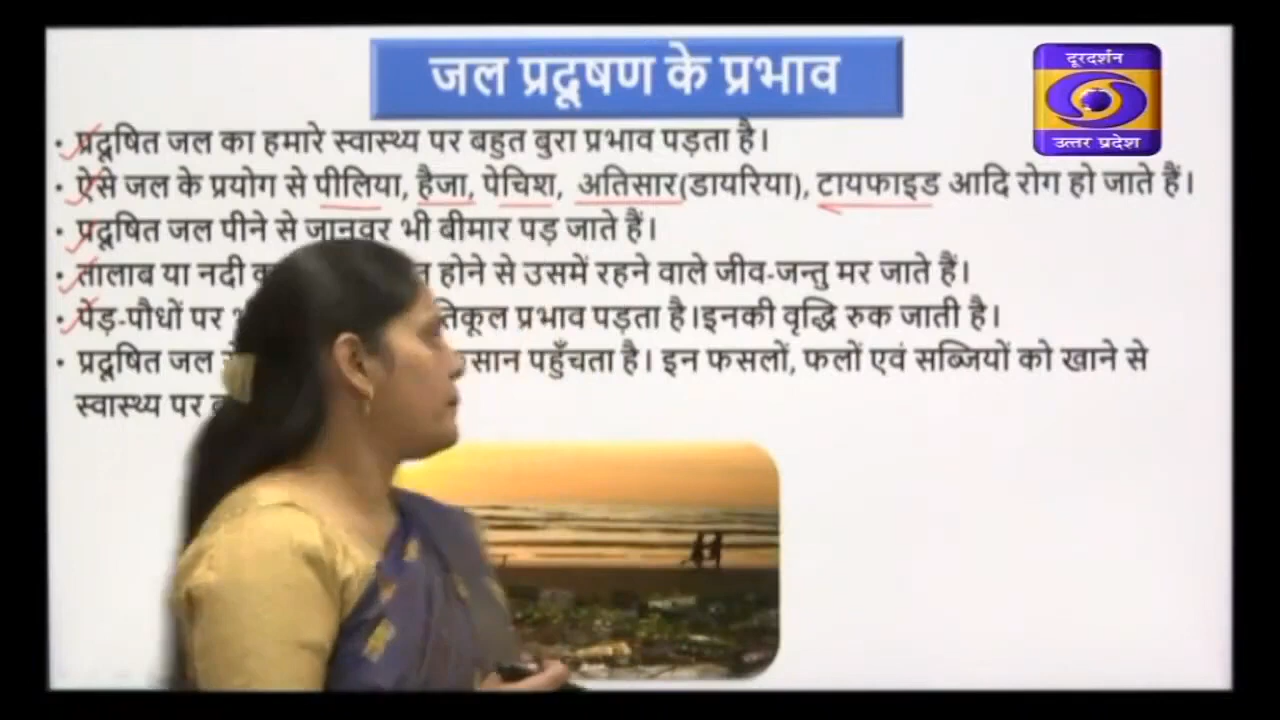 जल प्रदूषण के प्रभाव
दूरदर्शन
उत्तर प्रदेश
• प्रदूषित जल का हमारे स्वास्थ्य पर बहुत बुरा प्रभाव पड़ता है।
• ऐसे जल के प्रयोग से पीलिया, हैजा, पेचिश, अतिसार(डायरिया), टायफाइड आदि रोग हो जाते हैं।
• प्रदूषित जल पीने से जानवर भी बीमार पड़ जाते हैं।
• तालाब या नदी होने से उसमें रहने वाले जीव-जन्तु मर जाते हैं।
• पेड़-पौधों पर प्रभाव पड़ता है।इनकी वृद्धि रुक जाती है।
• प्रदूषित जल पहुँचता है। इन फसलों, फलों एवं सब्जियों को खाने से
स्वास्थ्य पर